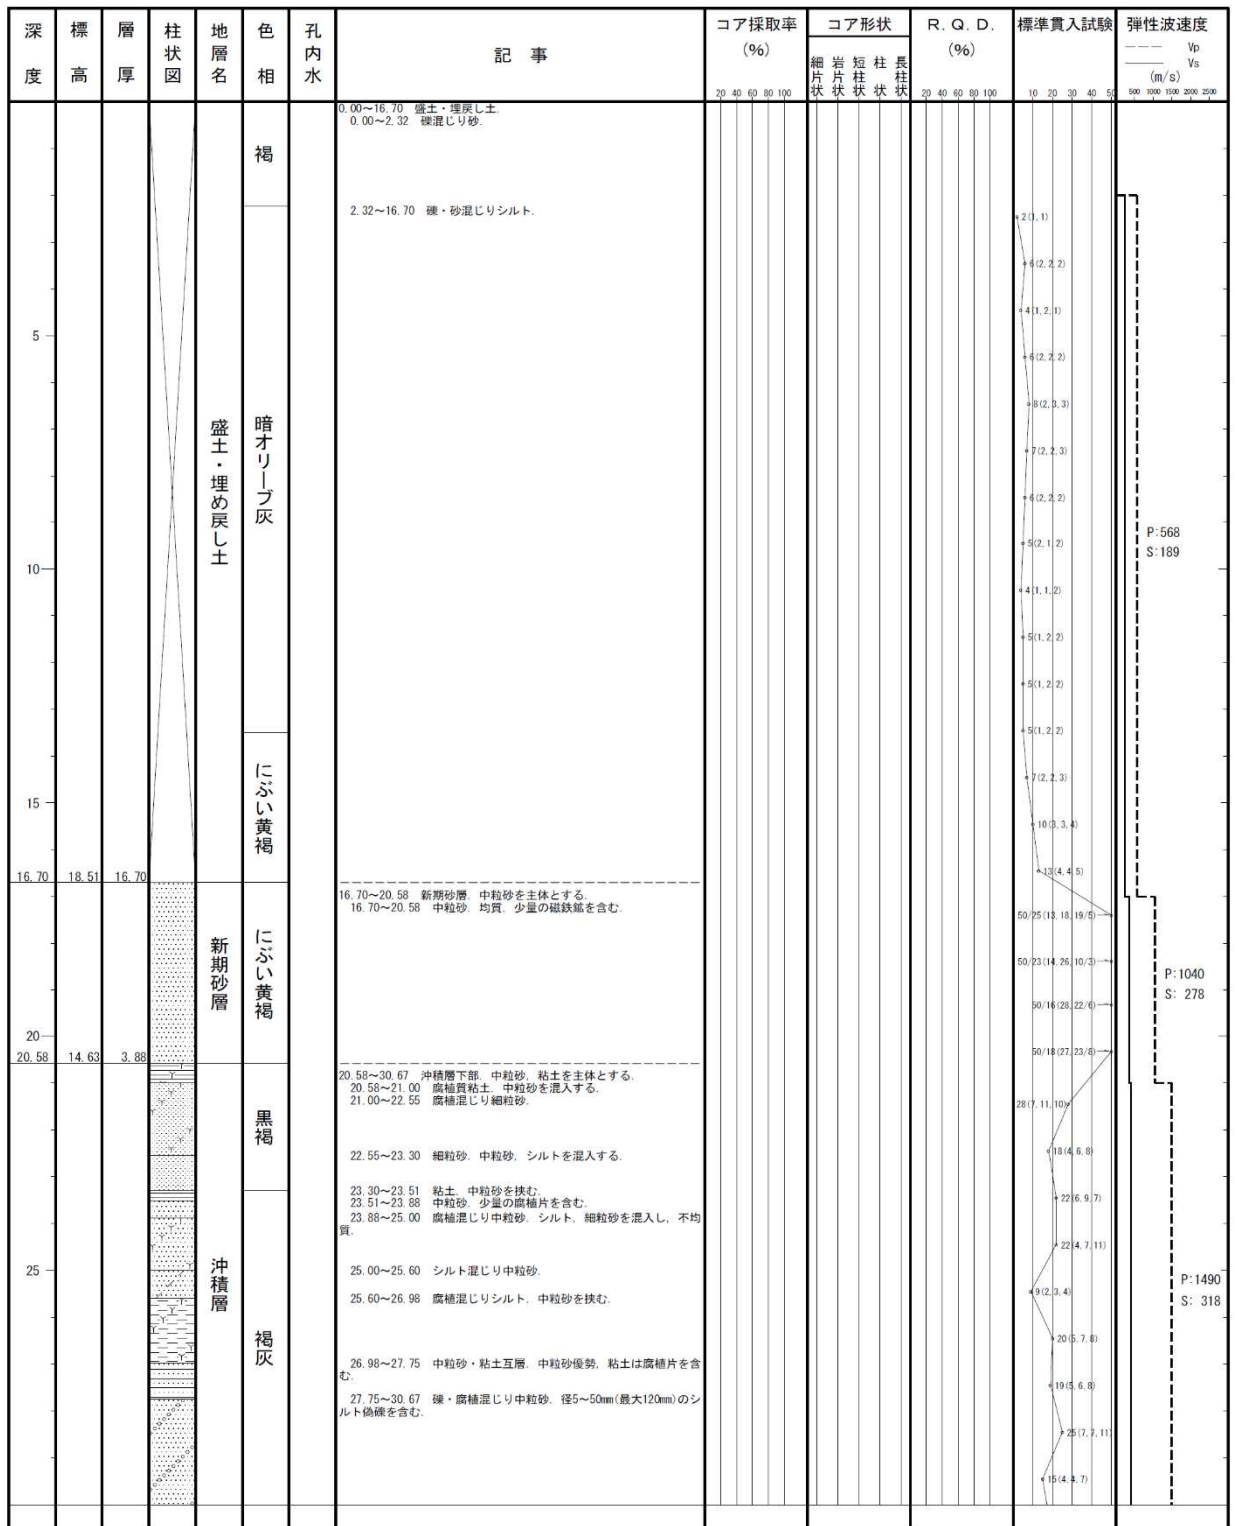 深度
標高
層厚
柱状図
地層名
色相
孔内水
記 事
コア採取率
(%)
20 40 60 80 100
コア形状
細片状
岩片状
短柱状
柱状
長柱状
R. Q. D.
(%)
20 40 60 80 100
標準貫入試験
10 20 30 40 50
弾性波速度
Vp
Vs
(m/s)
500 1000 1500 2000 2500
5
10
15
16.70 18.51 16.70
20
20.58 14.63 3.88
25
盛土・埋め戻し土
新期砂層
沖積層
褐
暗オリーブ灰
にぶい黄褐
にぶい黄褐
黒褐
褐灰
0.00～16.70 盛土・埋戻し土.
0.00～2.32 礫混じり砂.
2.32～16.70 礫・砂混じりシルト.
16.70～20.58 新期砂層. 中粒砂を主体とする.
16.70～20.58 中粒砂. 均質. 少量の磁鉄鉱を含む.
20.58～30.67 沖積層下部. 中粒砂, 粘土を主体とする.
20.58～21.00 腐植質粘土. 中粒砂を混入する.
21.00～22.55 腐植混じり細粒砂.
22.55～23.30 細粒砂. 中粒砂, シルトを混入する.
23.30～23.51 粘土. 中粒砂を挟む.
23.51～23.88 中粒砂. 少量の腐植片を含む.
23.88～25.00 腐植混じり中粒砂. シルト, 細粒砂を混入し, 不均
質.
25.00～25.60 シルト混じり中粒砂.
25.60～26.98 腐植混じりシルト. 中粒砂を挟む.
26.98～27.75 中粒砂・粘土互層. 中粒砂優勢, 粘土は腐植片を含
む.
27.75～30.67 礫・腐植混じり中粒砂. 径5～50mm(最大120mm)のシ
ルト偽礫を含む.
2(1, 1)
6(2, 2, 2)
4(1, 2, 1)
6(2, 2, 2)
8(2, 3, 3)
7(2, 2, 3)
6(2, 2, 2)
5(2, 1, 2)
4(1, 1, 2)
5(1, 2, 2)
5(1, 2, 2)
5(1, 2, 2)
7(2, 2, 3)
10(3, 3, 4)
13(4, 4, 5)
50/25(13, 18, 19/5)
50/23(14, 26, 10/3)
50/16(28, 22/6)
50/18(27, 23/8)
28(7, 11, 10)
18(4, 6, 8)
22(6, 9, 7)
22(4, 7, 11)
9(2, 3, 4)
20(5, 7, 8)
19(5, 6, 8)
25(7, 7, 11)
15(4, 4, 7)
P:568
S:189
P:1040
S: 278
P:1490
S: 318